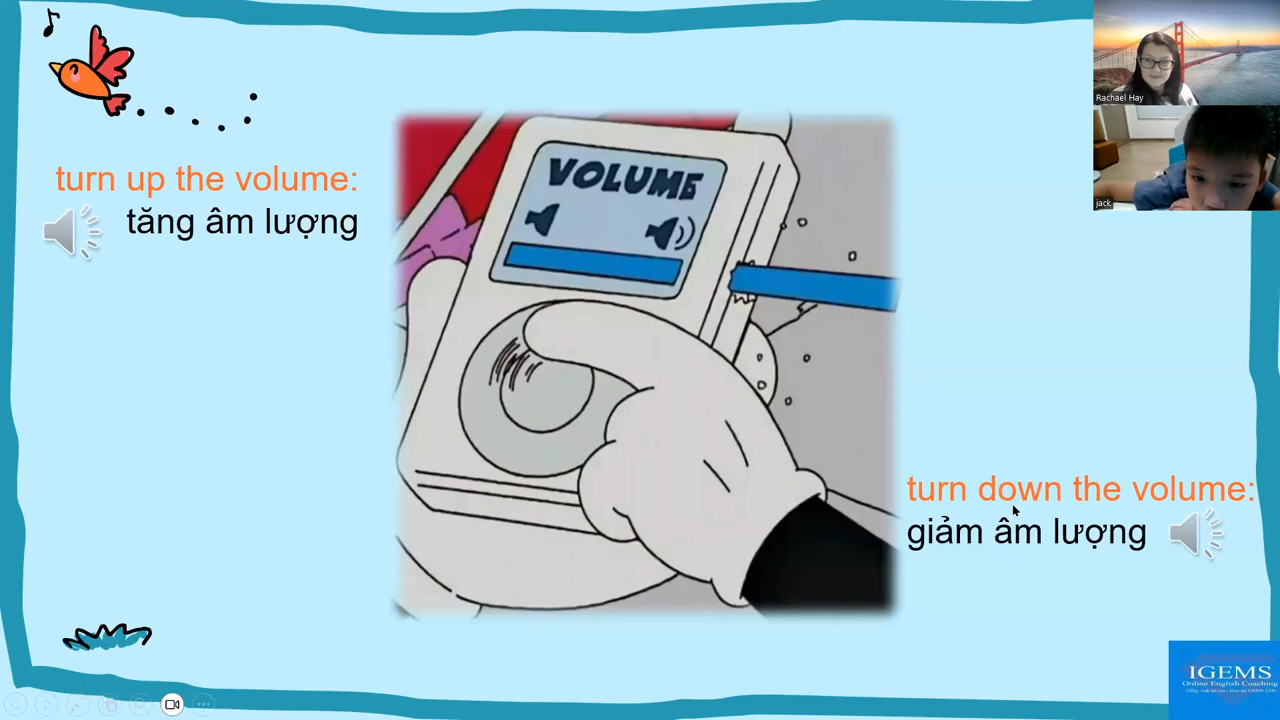 Rachael Hay
jack
turn up the volume:
tăng âm lượng
VOLUME
turn down the volume:
giảm âm lượng
IGEMS
Online English Coaching